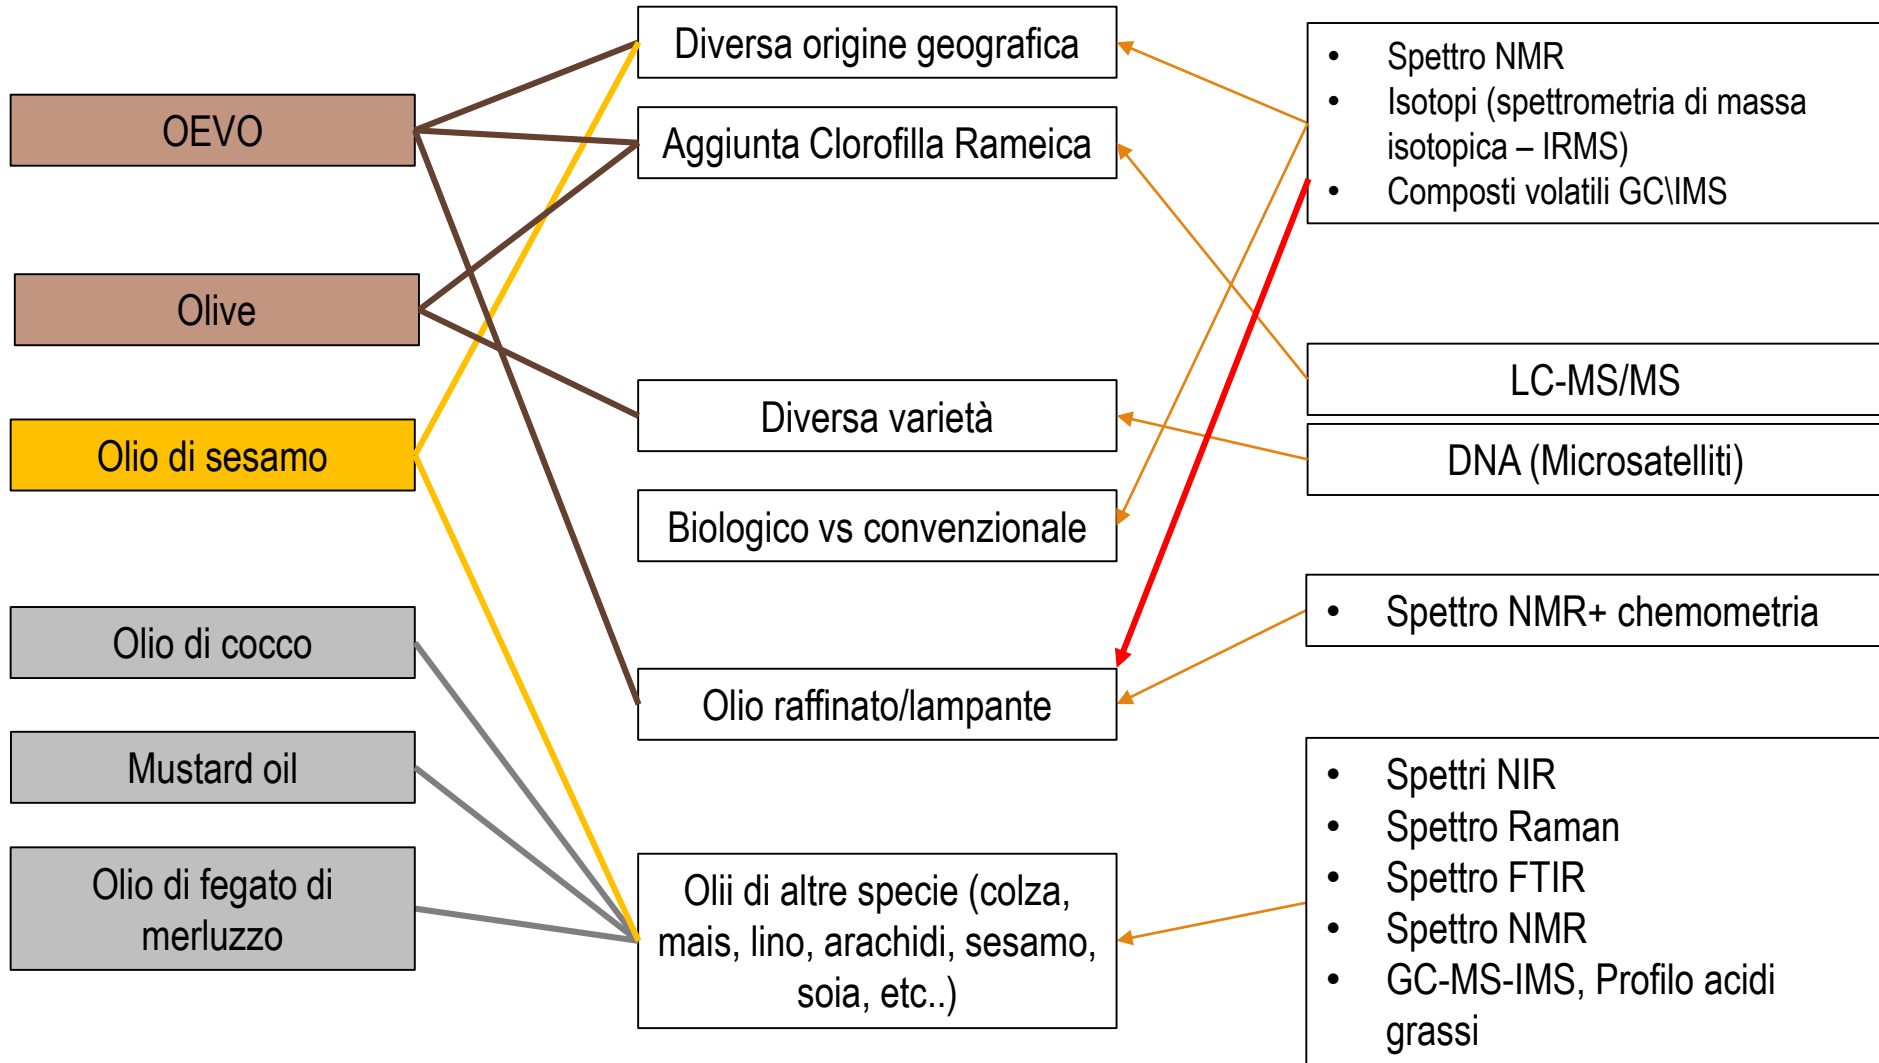 OEVO
Olive
Olio di sesamo
Olio di cocco
Mustard oil
Olio di fegato di
merluzzo
Diversa origine geografica
Aggiunta Clorofilla Rameica
Diversa varietà
Biologico vs convenzionale
Olio raffinato/lampante
Olii di altre specie (colza,
mais, lino, arachidi, sesamo,
soia, etc..)
• Spettro NMR
• Isotopi (spettrometria di massa
isotopica – IRMS)
• Composti volatili GC\IMS
LC-MS/MS
DNA (Microsatelliti)
• Spettro NMR+ chemometria
• Spettri NIR
• Spettro Raman
• Spettro FTIR
• Spettro NMR
• GC-MS-IMS, Profilo acidi
grassi